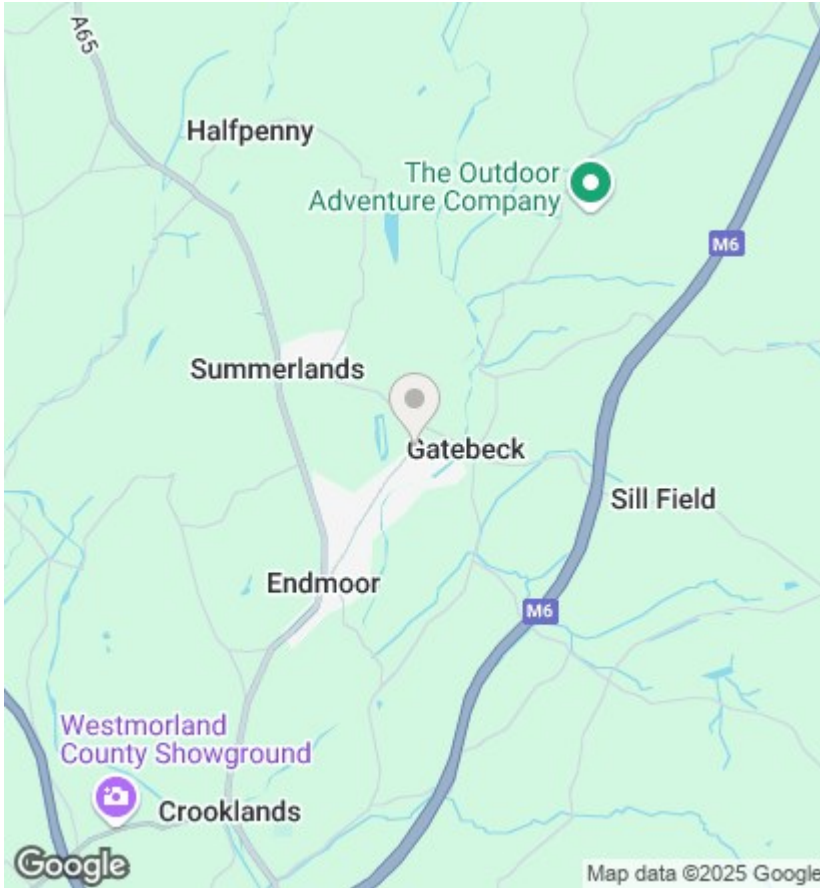 A65
Halfpenny
The Outdoor
Adventure Company
M6
Summerlands
Gatebeck
Sill Field
Endmoor
M6
Westmorland
County Showground
Crooklands
Google
Map data ©2025 Google